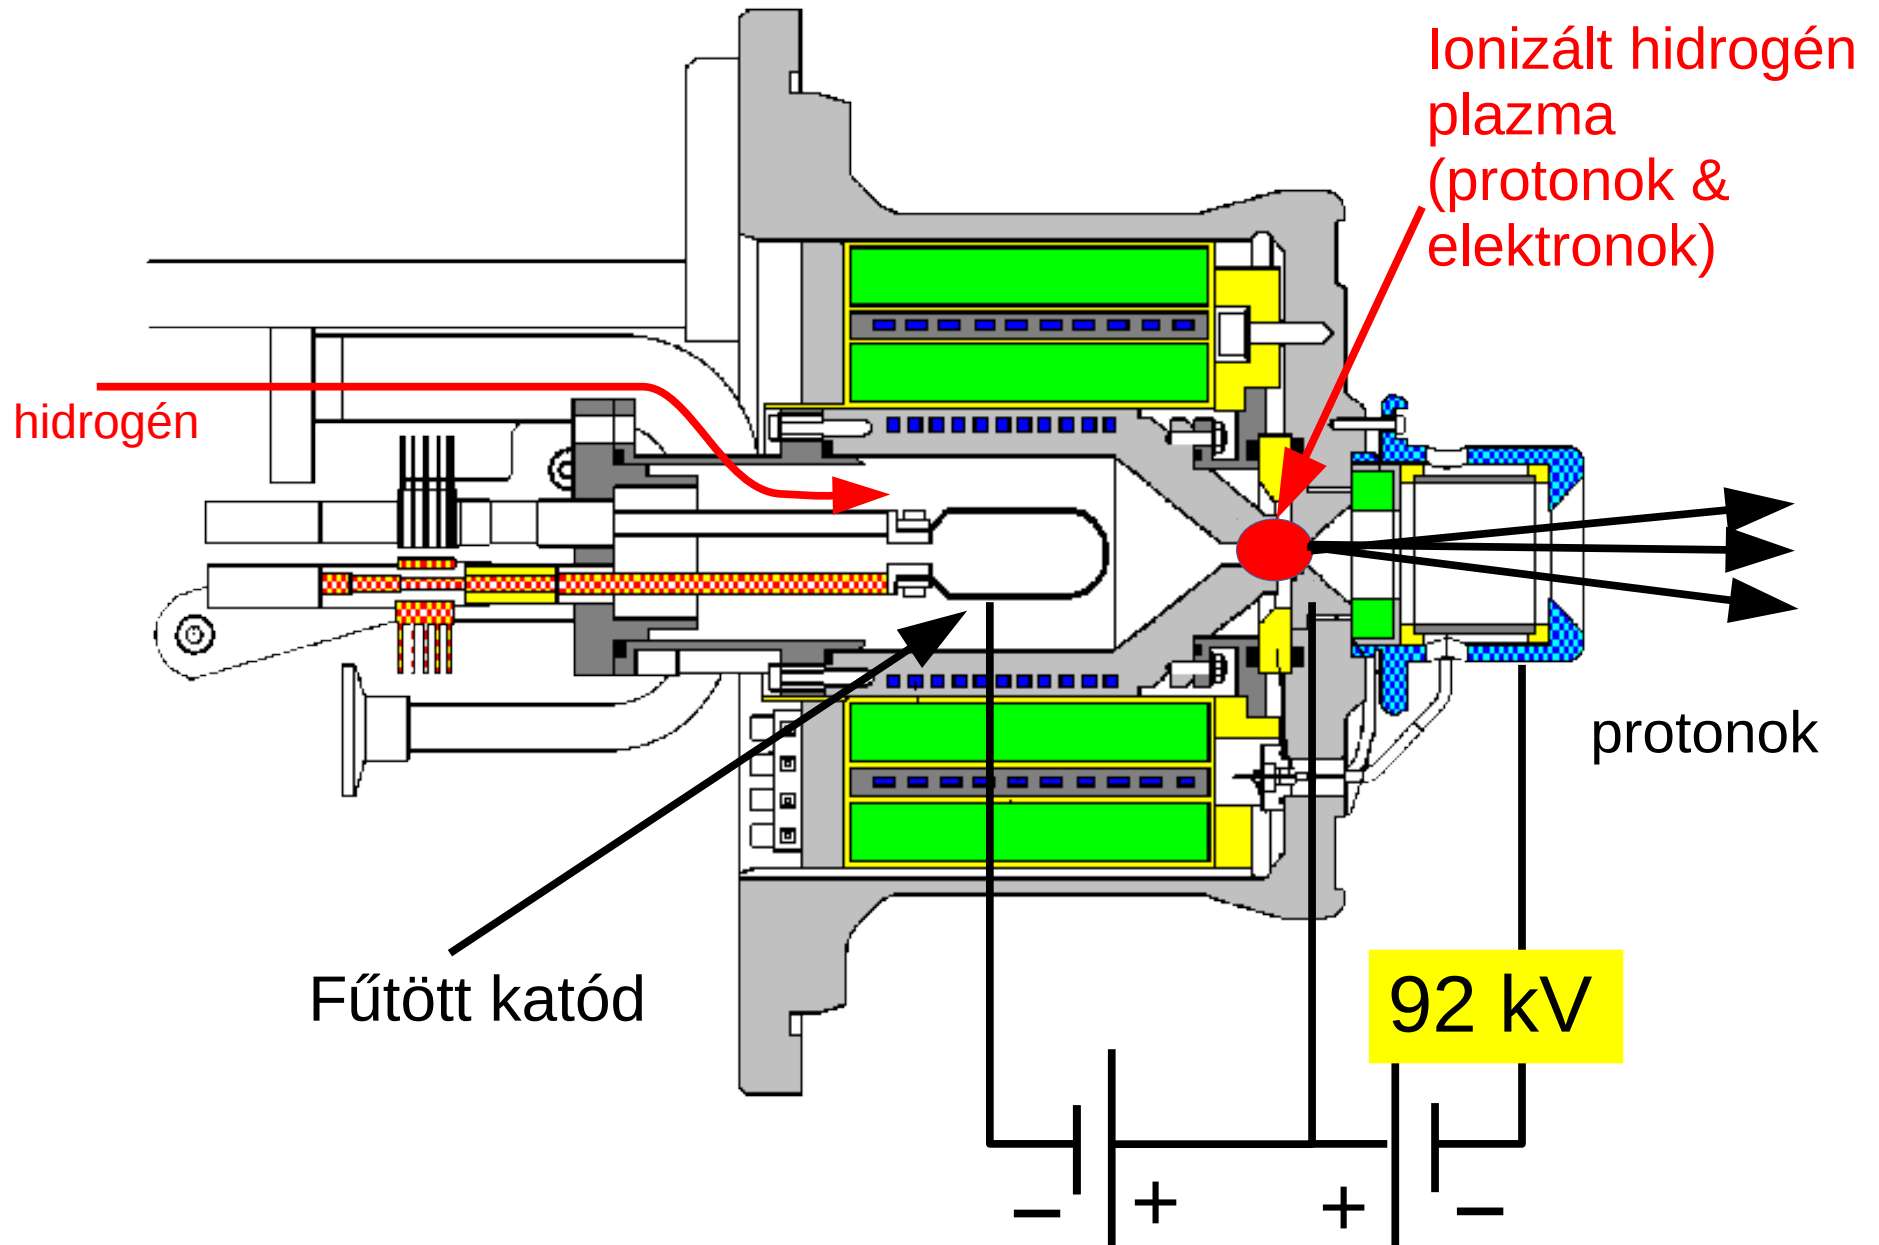 Ionizált hidrogén
plazma
(protonok &
elektronok)
hidrogén
protonok
Fűtött katód
92 kV
− + + −